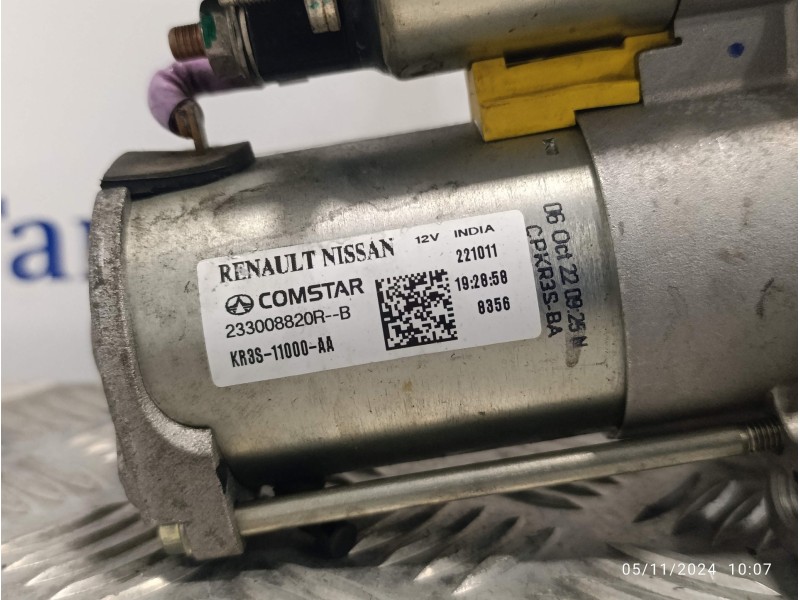 RENAULT NISSAN 12V INDIA
COMSTAR 221011
19:28:58
233008820R--B 8356
KR3S-11000-AA
06 Oct 22 09:25 N
CPKR3S-BA
05/11/2024 10:07